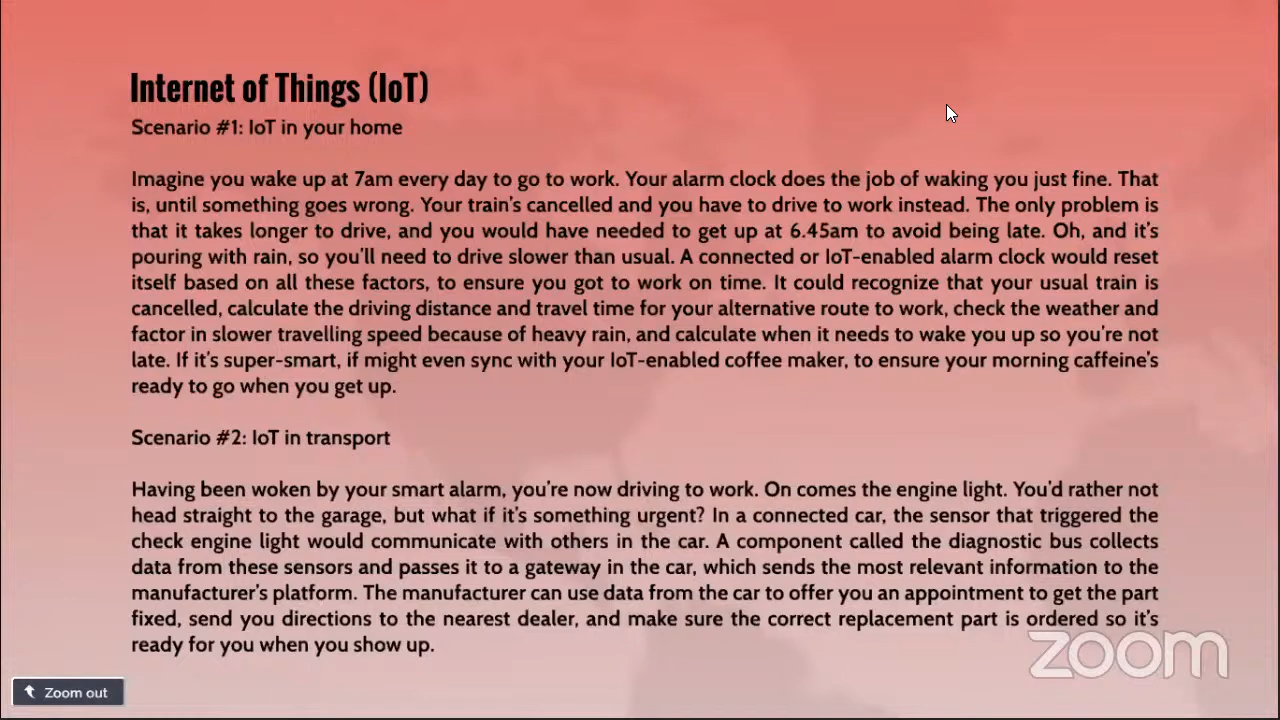 Internet of Things (IoT)
Scenario #1: IoT in your home
Imagine you wake up at 7am every day to go to work. Your alarm clock does the job of waking you just fine. That
is, until something goes wrong. Your train's cancelled and you have to drive to work instead. The only problem is
that it takes longer to drive, and you would have needed to get up at 6.45am to avoid being late. Oh, and it's
pouring with rain, so you'll need to drive slower than usual. A connected or IoT-enabled alarm clock would reset
itself based on all these factors, to ensure you got to work on time. It could recognize that your usual train is
cancelled, calculate the driving distance and travel time for your alternative route to work, check the weather and
factor in slower travelling speed because of heavy rain, and calculate when it needs to wake you up so you're not
late. If it's super-smart, if might even sync with your IoT-enabled coffee maker, to ensure your morning caffeine's
ready to go when you get up.
Scenario #2: IoT in transport
Having been woken by your smart alarm, you're now driving to work. On comes the engine light. You'd rather not
head straight to the garage, but what if it's something urgent? In a connected car, the sensor that triggered the
check engine light would communicate with others in the car. A component called the diagnostic bus collects
data from these sensors and passes it to a gateway in the car, which sends the most relevant information to the
manufacturer's platform. The manufacturer can use data from the car to offer you an appointment to get the part
fixed, send you directions to the nearest dealer, and make sure the correct replacement part is ordered so it's
ready for you when you show up.
zoom
Zoom out